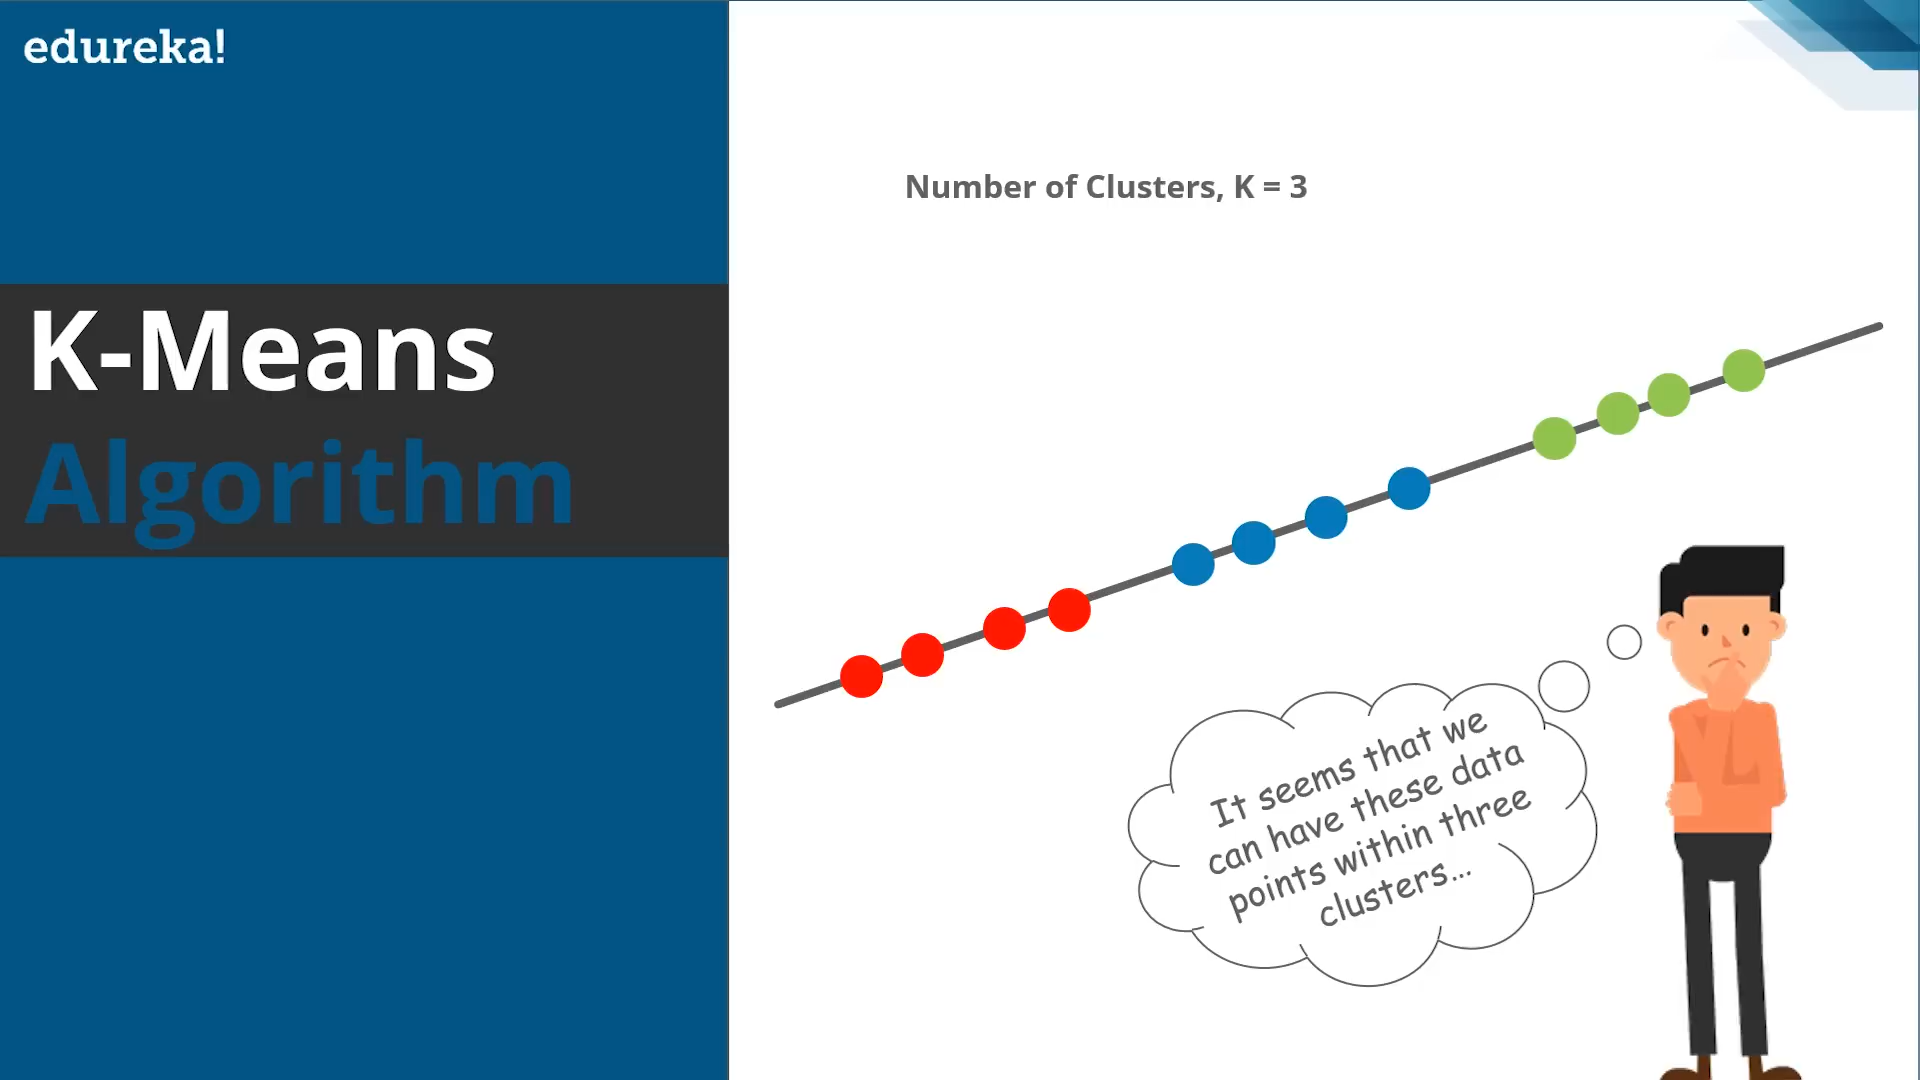 edureka!
K-Means
Algorithm
Number of Clusters, K = 3
It seems that we
can have these data
points within three
clusters...